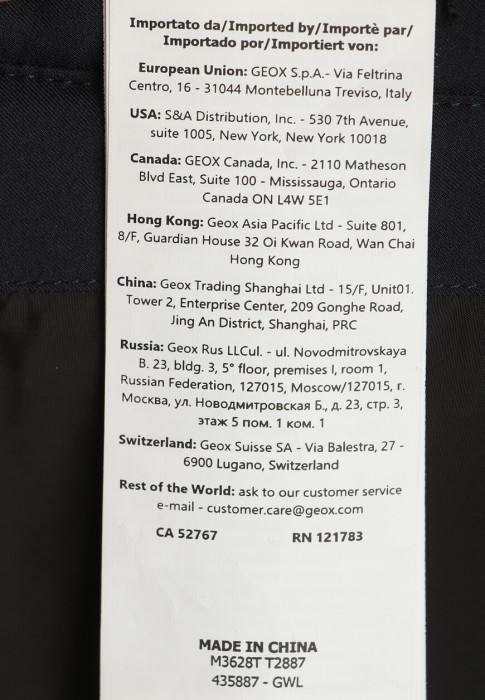 Importato da/Imported by/Importè par/
Importado por/Importiert von:
European Union: GEOX S.p.A.- Via Feltrina
Centro, 16 - 31044 Montebelluna Treviso, Italy
USA: S&A Distribution, Inc. - 530 7th Avenue,
suite 1005, New York, New York 10018
Canada: GEOX Canada, Inc. - 2110 Matheson
Blvd East, Suite 100 - Mississauga, Ontario
Canada ON L4W 5E1
Hong Kong: Geox Asia Pacific Ltd - Suite 801,
8/F, Guardian House 32 Oi Kwan Road, Wan Chai
Hong Kong
China: Geox Trading Shanghai Ltd - 15/F, Unit01.
Tower 2, Enterprise Center, 209 Gonghe Road,
Jing An District, Shanghai, PRC
Russia: Geox Rus LLCul. - ul. Novodmitrovskaya
B. 23, bldg. 3, 5° floor, premises I, room 1,
Russian Federation, 127015, Moscow/127015, г.
Москва, ул. Новодмитровская Б., д. 23, стр. 3,
этаж 5 пом. 1 ком. 1
Switzerland: Geox Suisse SA - Via Balestra, 27 -
6900 Lugano, Switzerland
Rest of the World: ask to our customer service
e-mail - customer.care@geox.com
CA 52767 RN 121783
MADE IN CHINA
M3628T T2887
435887 - GWL